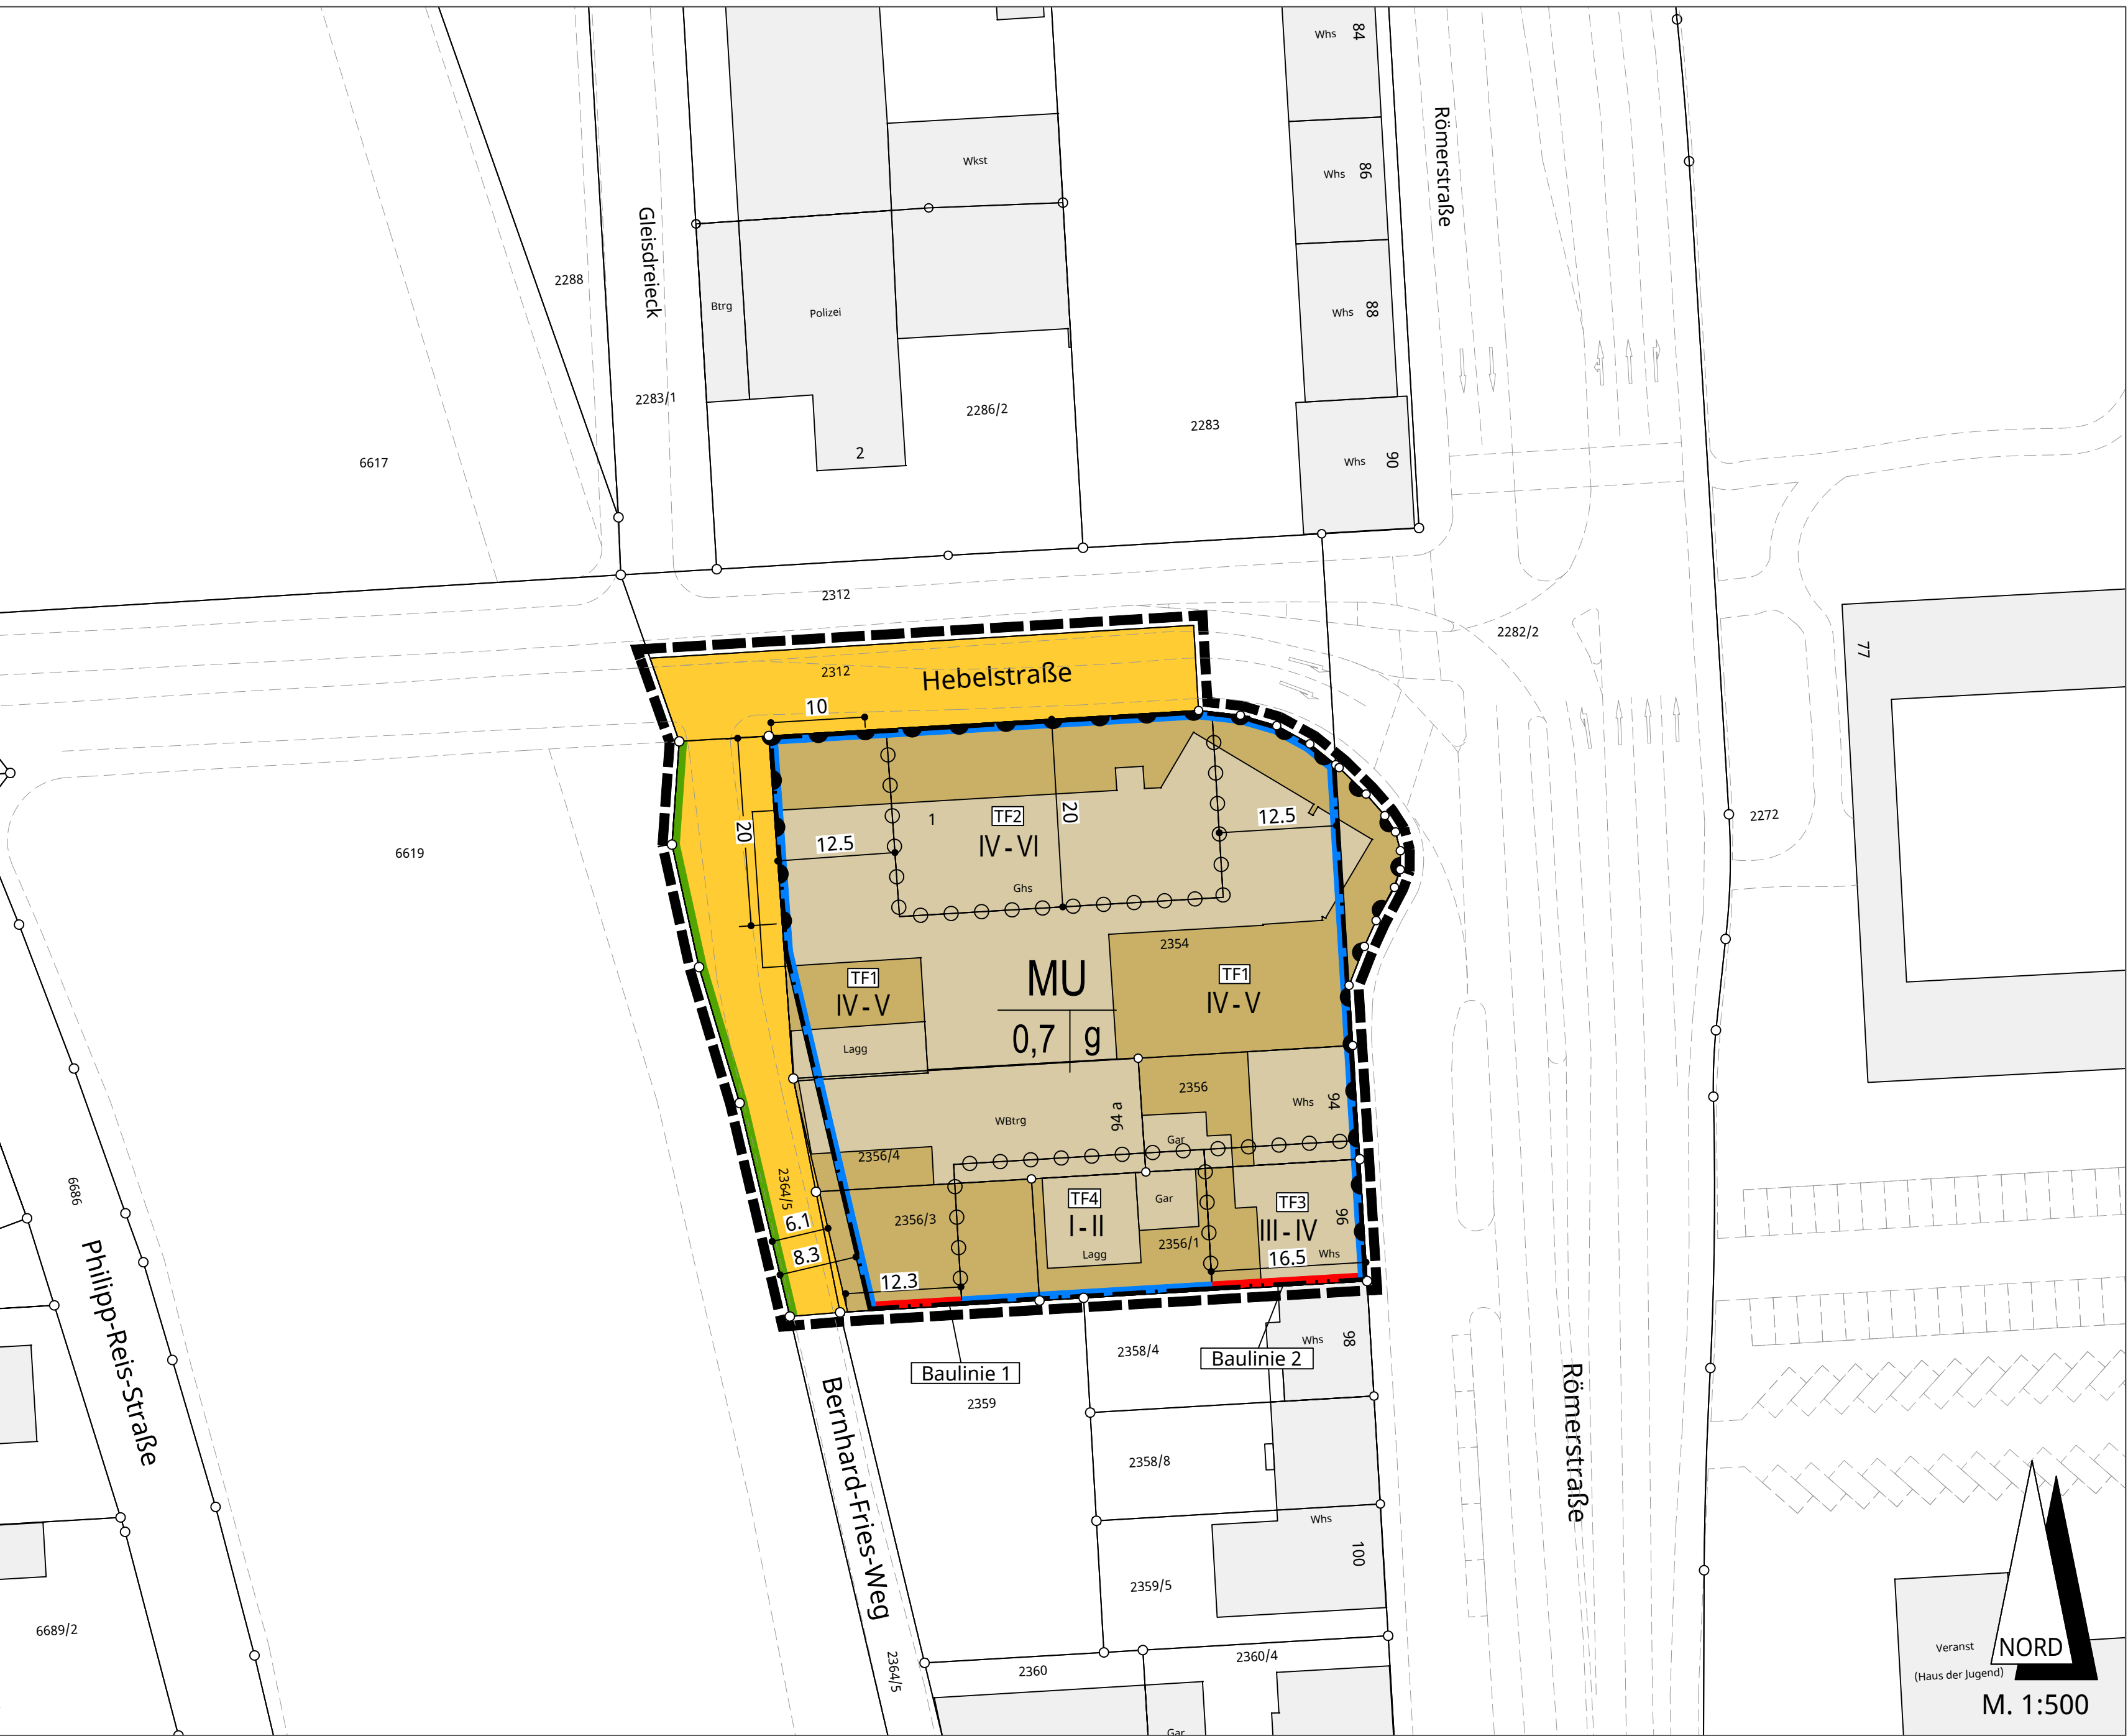 Whs 84
Römerstraße
Wkst
Whs 86
Gleisdreieck
2288
Btrg
Polizei
Whs 88
2283/1
2286/2
2283
2
6617
Whs 90
2312
2282/2
77
2312
Hebelstraße
10
20
12.5
1
TF2
IV - VI
20
12.5
2272
6619
Ghs
2354
TF1
IV - V
MU
TF1
IV - V
0,7 g
Lagg
2356
WBtrg
94 a
Whs 94
Gar
2356/4
6686
2364/5
TF4
I - II
Gar
TF3
III - IV
96
2356/3
6.1
8.3
2356/1
Lagg
16.5
Whs
12.3
Philipp-Reis-Straße
Baulinie 1
Baulinie 2
2358/4
Whs 98
2359
Römerstraße
Bernhard-Fries-Weg
2358/8
Whs
100
2359/5
6689/2
2364/5
2360
2360/4
Gar
Veranst
(Haus der Jugend)
NORD
M. 1:500